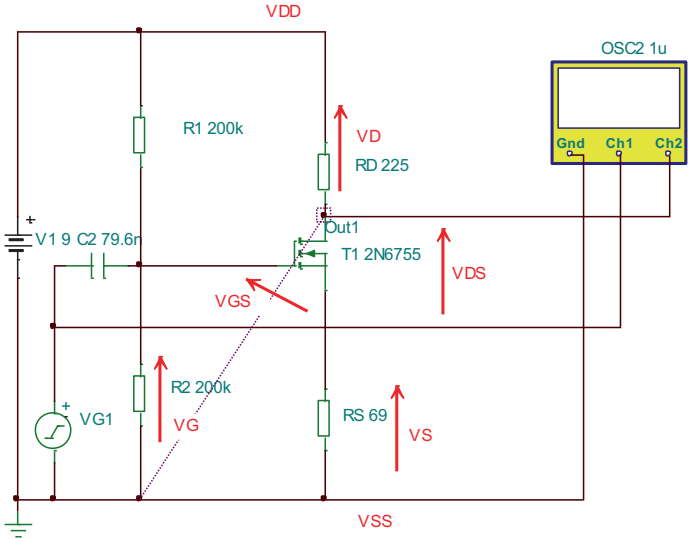 VDD
OSC2 1u
R1 200k
VD
Gnd Ch1 Ch2
RD 225
Out1
+
V1 9 C2 79.6n
T1 2N6755
VDS
VGS
R2 200k
+
VG1
VG
RS 69
VS
VSS